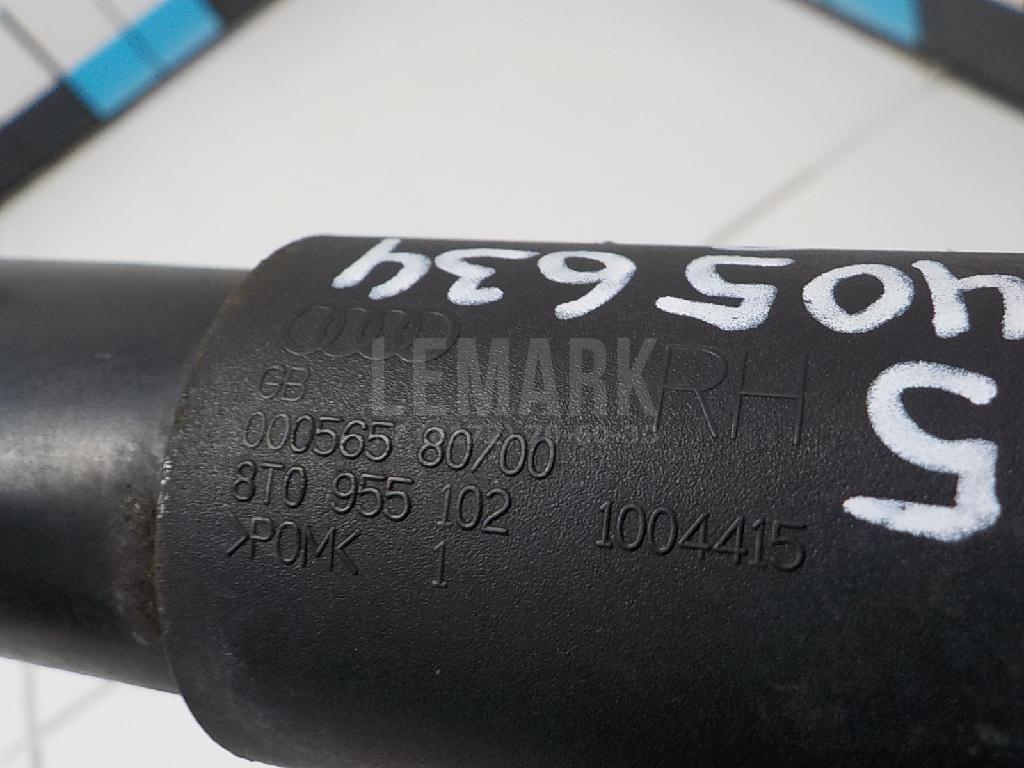 405634
5
LEMARK
RH
GB
000565 80/00
8T0 955 102
1004415
>POM<
1